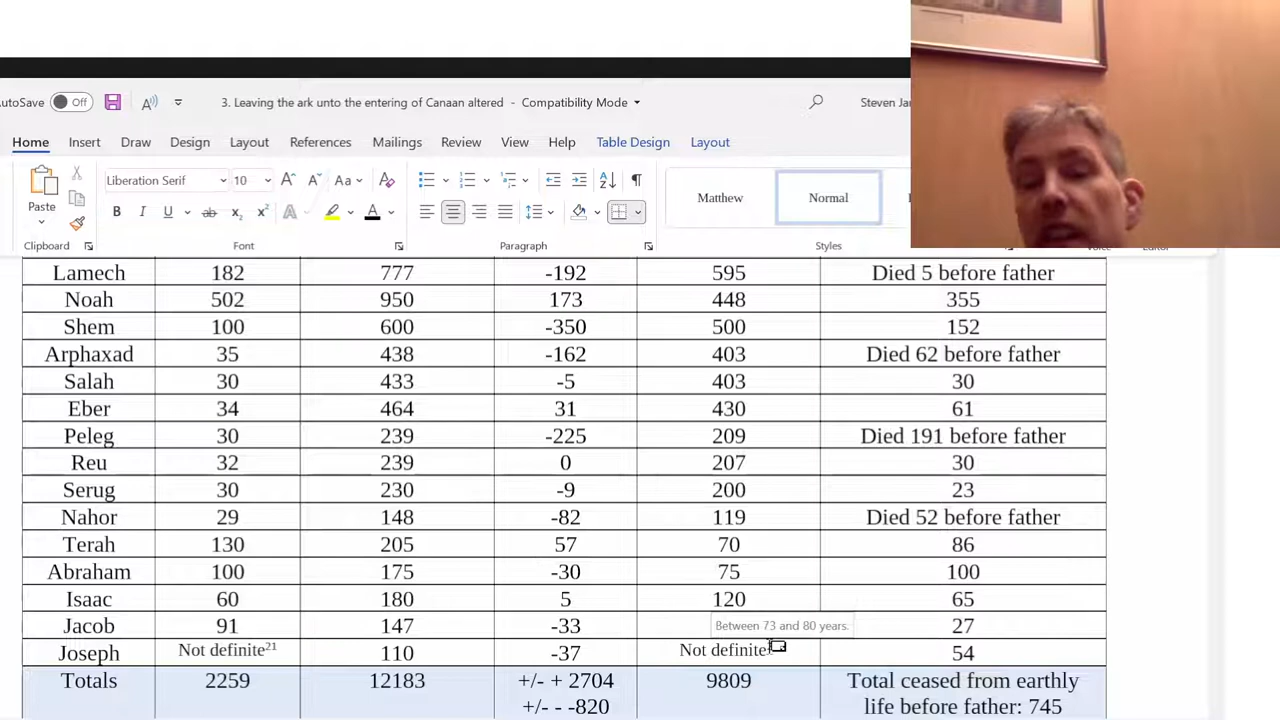 AutoSave Off 3. Leaving the ark unto the entering of Canaan altered - Compatibility Mode Steven Jar
Home Insert Draw Design Layout References Mailings Review View Help Table Design Layout
Liberation Serif 10 Aa
Paste
Matthew Normal
B I U ab x2 x2 A A
Clipboard Font Paragraph Styles
Lamech 182 777 -192 595 Died 5 before father
Noah 502 950 173 448 355
Shem 100 600 -350 500 152
Arphaxad 35 438 -162 403 Died 62 before father
Salah 30 433 -5 403 30
Eber 34 464 31 430 61
Peleg 30 239 -225 209 Died 191 before father
Reu 32 239 0 207 30
Serug 30 230 -9 200 23
Nahor 29 148 -82 119 Died 52 before father
Terah 130 205 57 70 86
Abraham 100 175 -30 75 100
Isaac 60 180 5 120 65
Jacob 91 147 -33 27
Between 73 and 80 years.
Joseph Not definite21 110 -37 Not definite 54
Totals 2259 12183 +/- + 2704 9809 Total ceased from earthly
+/- - -820 life before father: 745